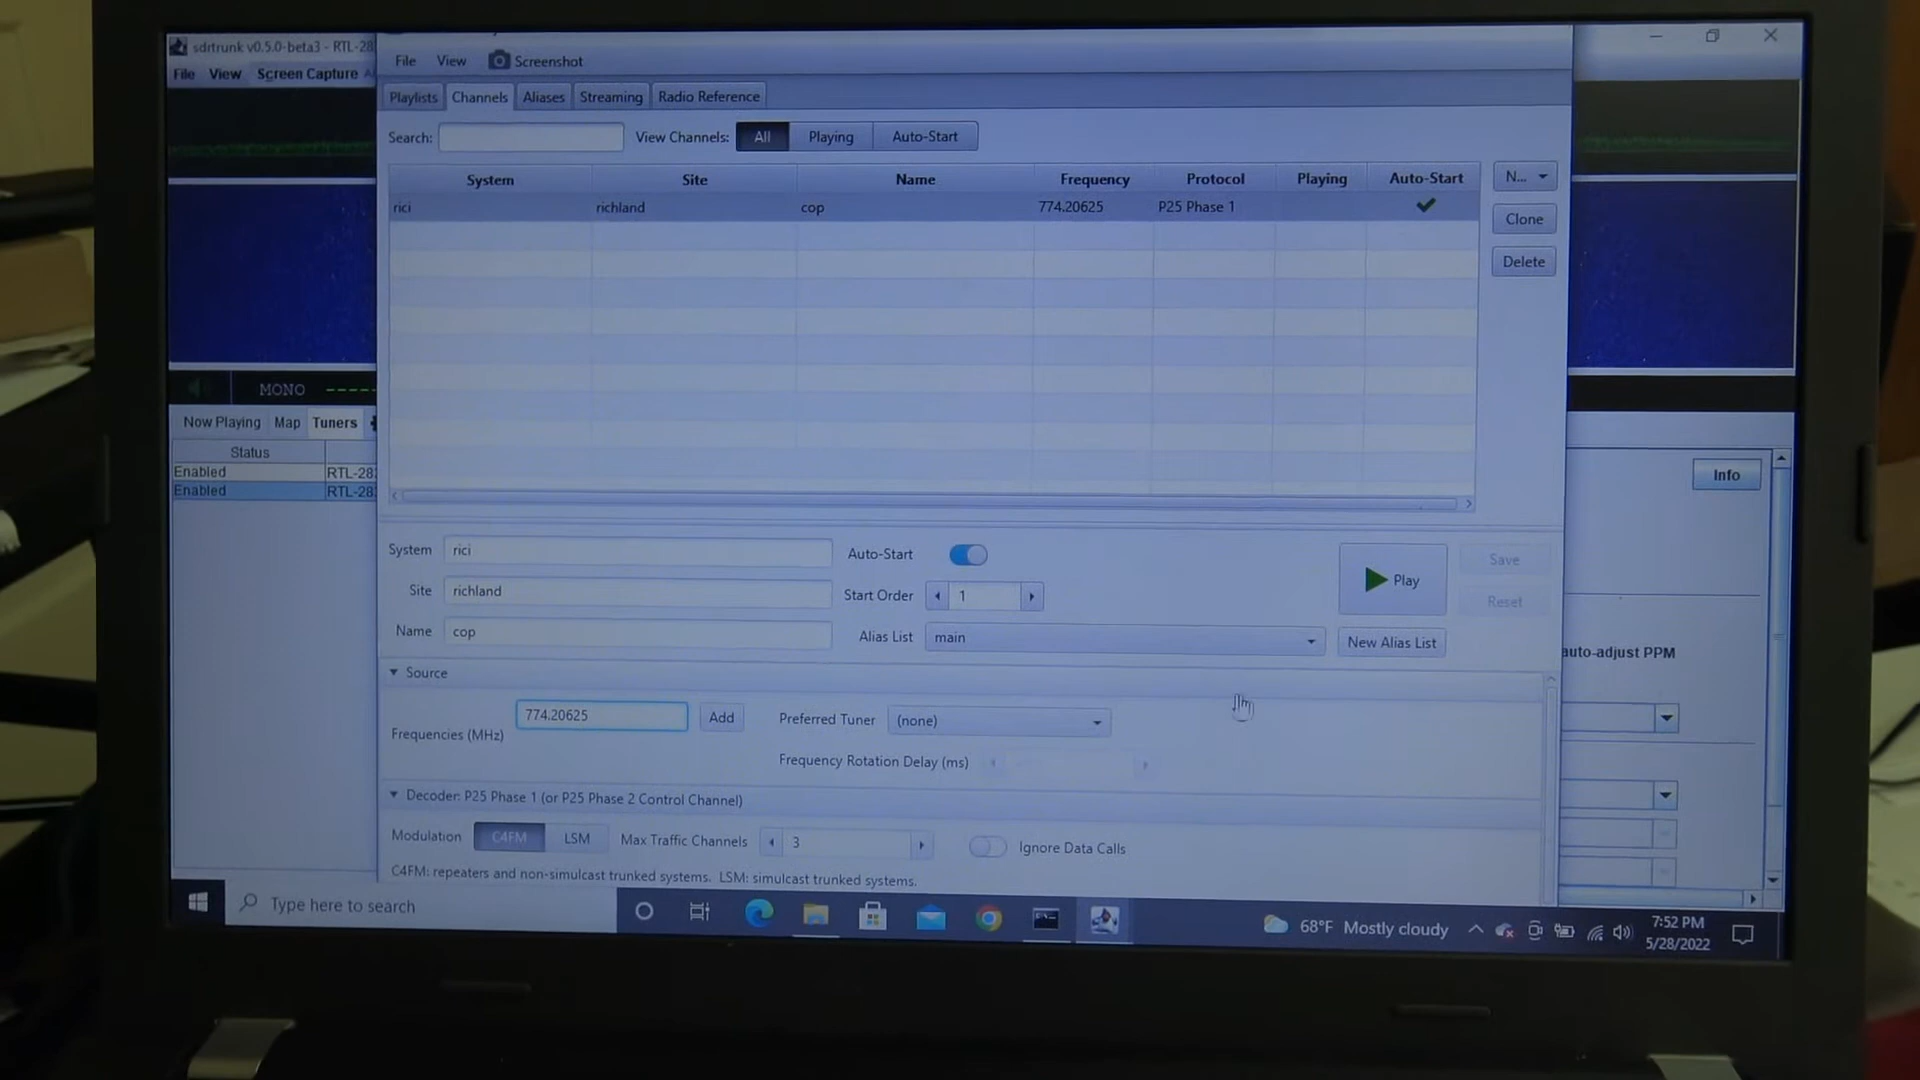 sdrtrunk v0.5.0-beta3 - RTL-28
File View Screen Capture
File View Screenshot
Playlists Channels Aliases Streaming Radio Reference
Search: View Channels: All Playing Auto-Start
System Site Name Frequency Protocol Playing Auto-Start
rici richland cop 774.20625 P25 Phase 1
N...
Clone
Delete
MONO
Now Playing Map Tuners
Status
Enabled RTL-28
Enabled RTL-28
Info
System rici Auto-Start
Play
Save
Site richland Start Order 1
Reset
Name cop Alias List main New Alias List
auto-adjust PPM
Source
Frequencies (MHz) 774.20625 Add Preferred Tuner (none)
Frequency Rotation Delay (ms)
Decoder: P25 Phase 1 (or P25 Phase 2 Control Channel)
Modulation C4FM LSM Max Traffic Channels 3 Ignore Data Calls
C4FM: repeaters and non-simulcast trunked systems. LSM: simulcast trunked systems.
Type here to search
68°F Mostly cloudy
7:52 PM
5/28/2022